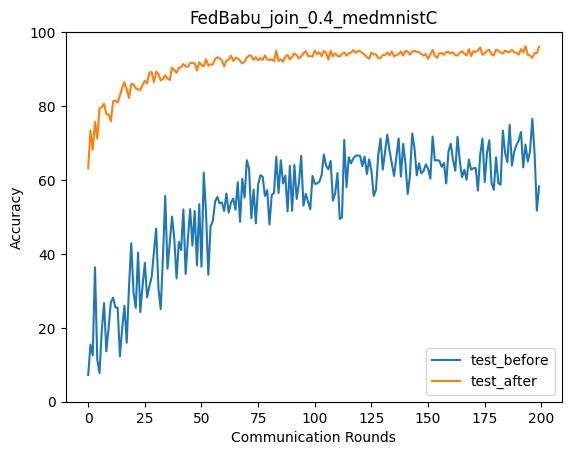 FedBabu_join_0.4_medmnistC
100
80
60
40
20
0
Accuracy
0 25 50 75 100 125 150 175 200
Communication Rounds
test_before
test_after